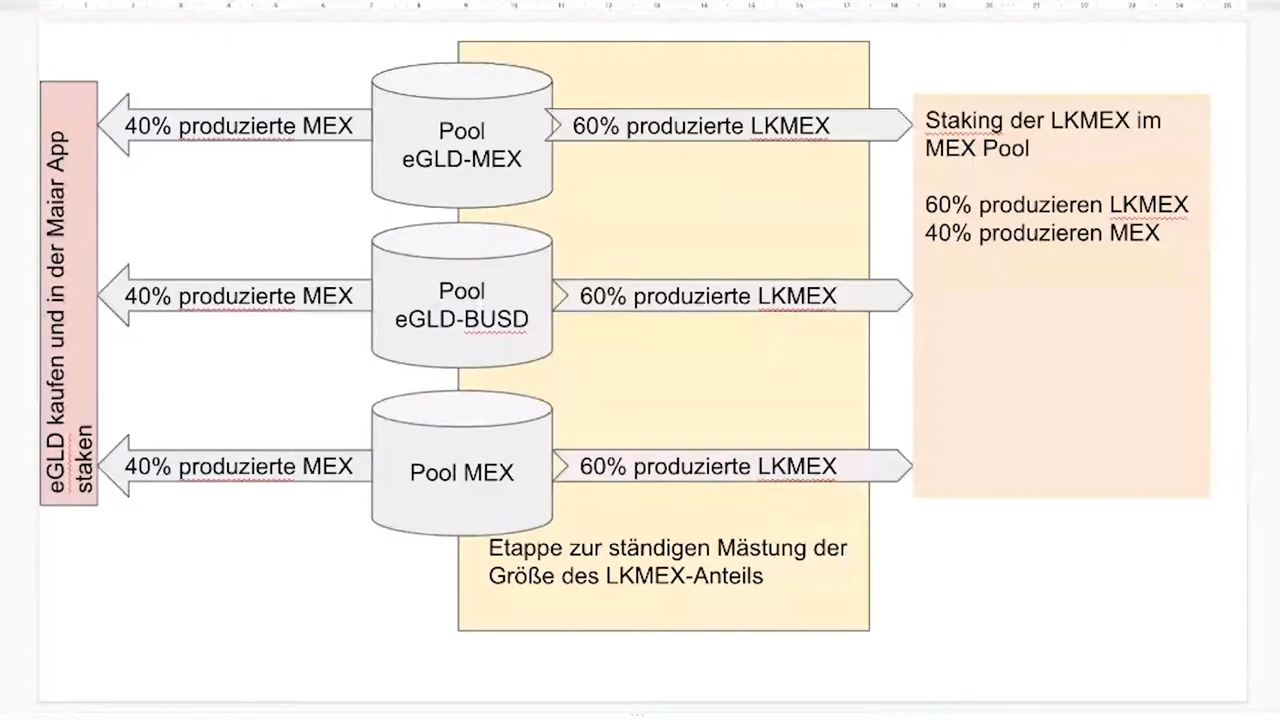 eGLD kaufen und in der Maiar App
staken
40% produzierte MEX
Pool
eGLD-MEX
60% produzierte LKMEX
40% produzierte MEX
Pool
eGLD-BUSD
60% produzierte LKMEX
40% produzierte MEX
Pool MEX
60% produzierte LKMEX
Etappe zur ständigen Mästung der
Größe des LKMEX-Anteils
Staking der LKMEX im
MEX Pool
60% produzieren LKMEX
40% produzieren MEX